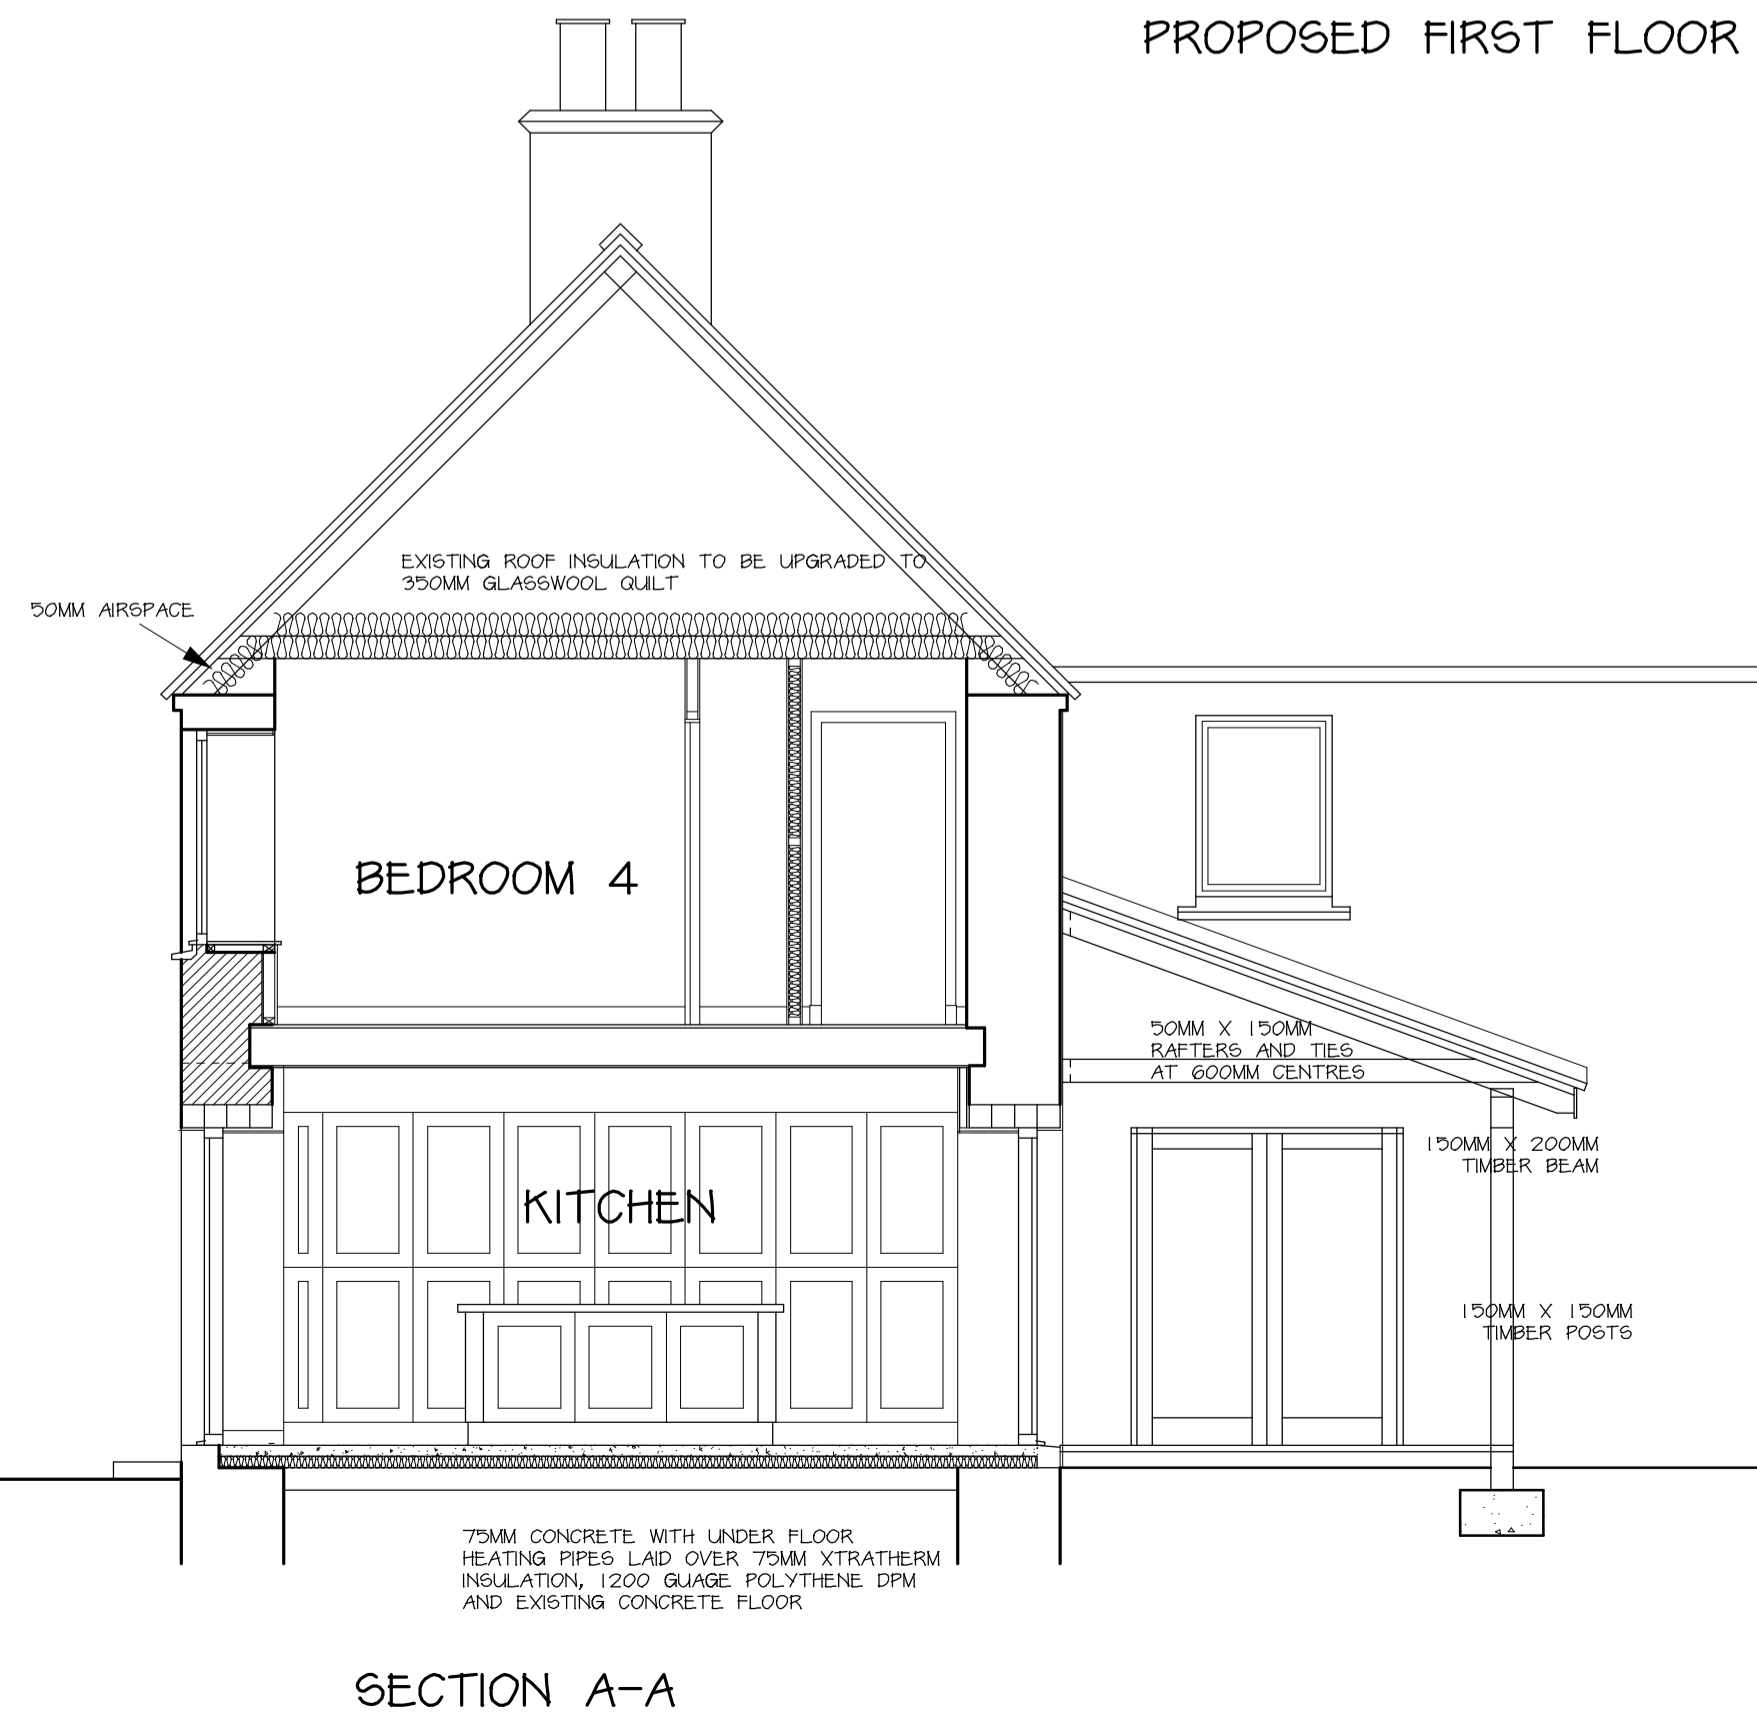 PROPOSED FIRST FLOOR
EXISTING ROOF INSULATION TO BE UPGRADED TO
350MM GLASSWOOL QUILT
50MM AIRSPACE
BEDROOM 4
50MM X 150MM
RAFTERS AND TIES
AT 600MM CENTRES
150MM X 200MM
TIMBER BEAM
KITCHEN
150MM X 150MM
TIMBER POSTS
75MM CONCRETE WITH UNDER FLOOR
HEATING PIPES LAID OVER 75MM XTRATHERM
INSULATION, 1200 GUAGE POLYTHENE DPM
AND EXISTING CONCRETE FLOOR
SECTION A-A